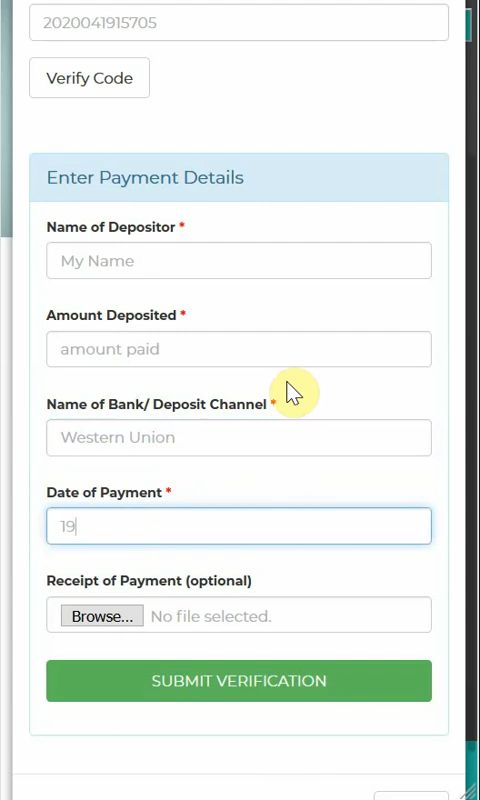 2020041915705
Verify Code
Enter Payment Details
Name of Depositor *
My Name
Amount Deposited *
amount paid
Name of Bank/ Deposit Channel *
Western Union
Date of Payment *
19
Receipt of Payment (optional)
Browse... No file selected.
SUBMIT VERIFICATION